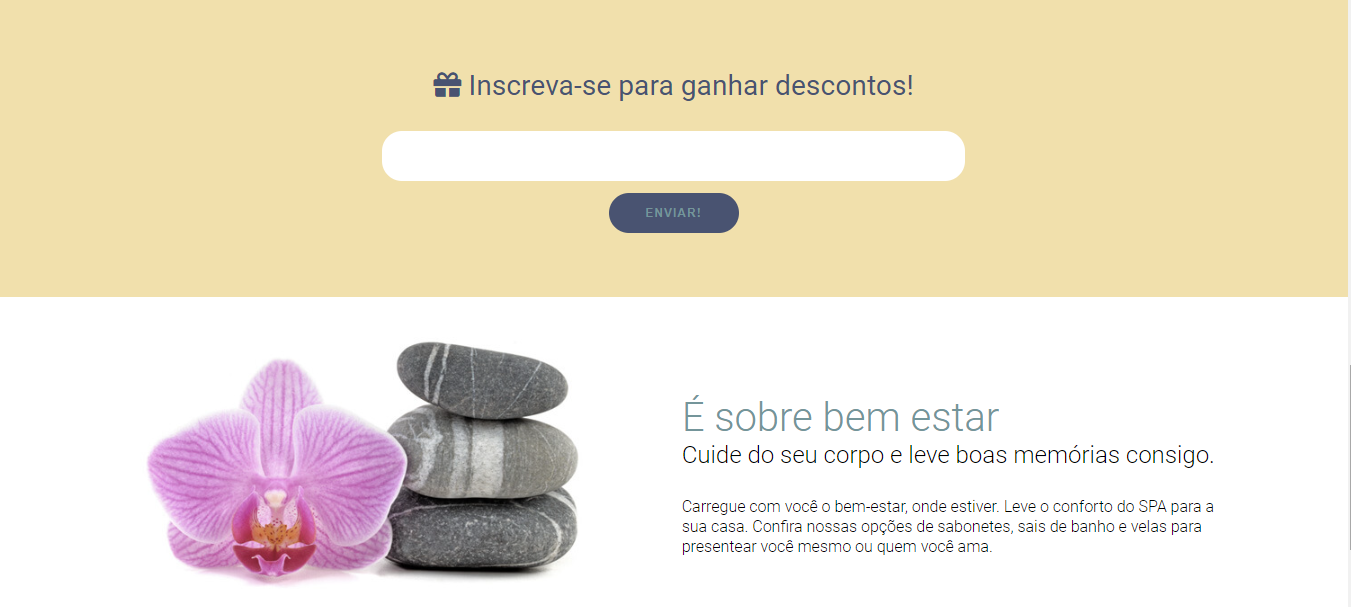 Inscreva-se para ganhar descontos!
ENVIAR!
É sobre bem estar
Cuide do seu corpo e leve boas memórias consigo.
Carregue com você o bem-estar, onde estiver. Leve o conforto do SPA para a
sua casa. Confira nossas opções de sabonetes, sais de banho e velas para
presentear você mesmo ou quem você ama.